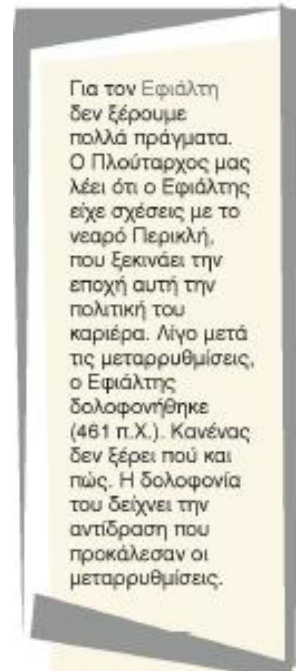 Για τον Εφιάλτη
δεν ξέρουμε
πολλά πράγματα.
Ο Πλούταρχος μας
λέει ότι ο Εφιάλτης
είχε σχέσεις με το
νεαρό Περικλή,
που ξεκινάει την
εποχή αυτή την
πολιτική του
καριέρα. Λίγο μετά
τις μεταρρυθμίσεις,
ο Εφιάλτης
δολοφονήθηκε
(461 π.Χ.). Κανένας
δεν ξέρει πού και
πώς. Η δολοφονία
του δείχνει την
αντίδραση που
προκάλεσαν οι
μεταρρυθμίσεις.